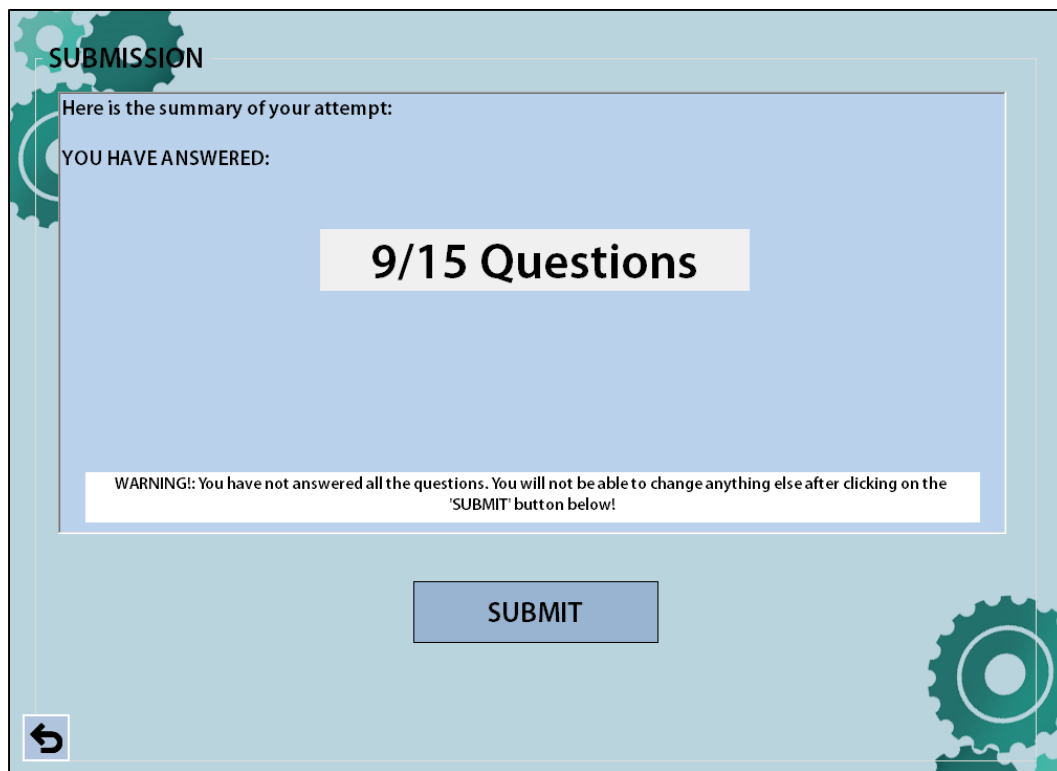 SUBMISSION
Here is the summary of your attempt:
YOU HAVE ANSWERED:
9/15 Questions
WARNING!: You have not answered all the questions. You will not be able to change anything else after clicking on the
'SUBMIT' button below!
SUBMIT